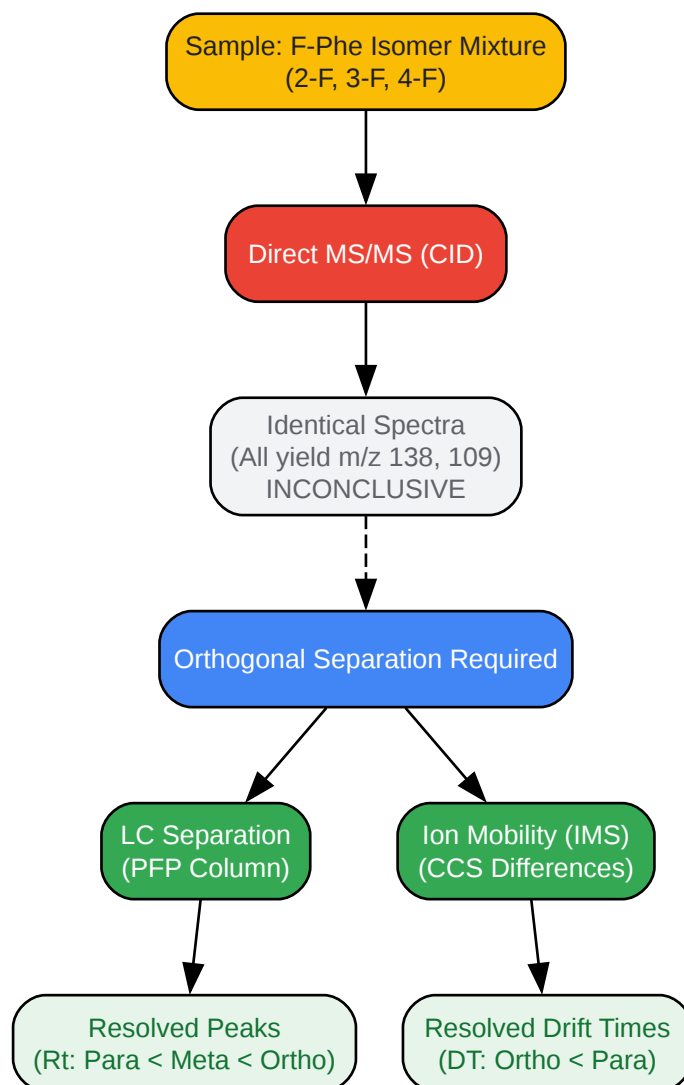 Sample: F-Phe Isomer Mixture
(2-F, 3-F, 4-F)
Direct MS/MS (CID)
Identical Spectra
(All yield m/z 138, 109)
INCONCLUSIVE
Orthogonal Separation Required
LC Separation
(PFP Column)
Ion Mobility (IMS)
(CCS Differences)
Resolved Peaks
(Rt: Para < Meta < Ortho)
Resolved Drift Times
(DT: Ortho < Para)